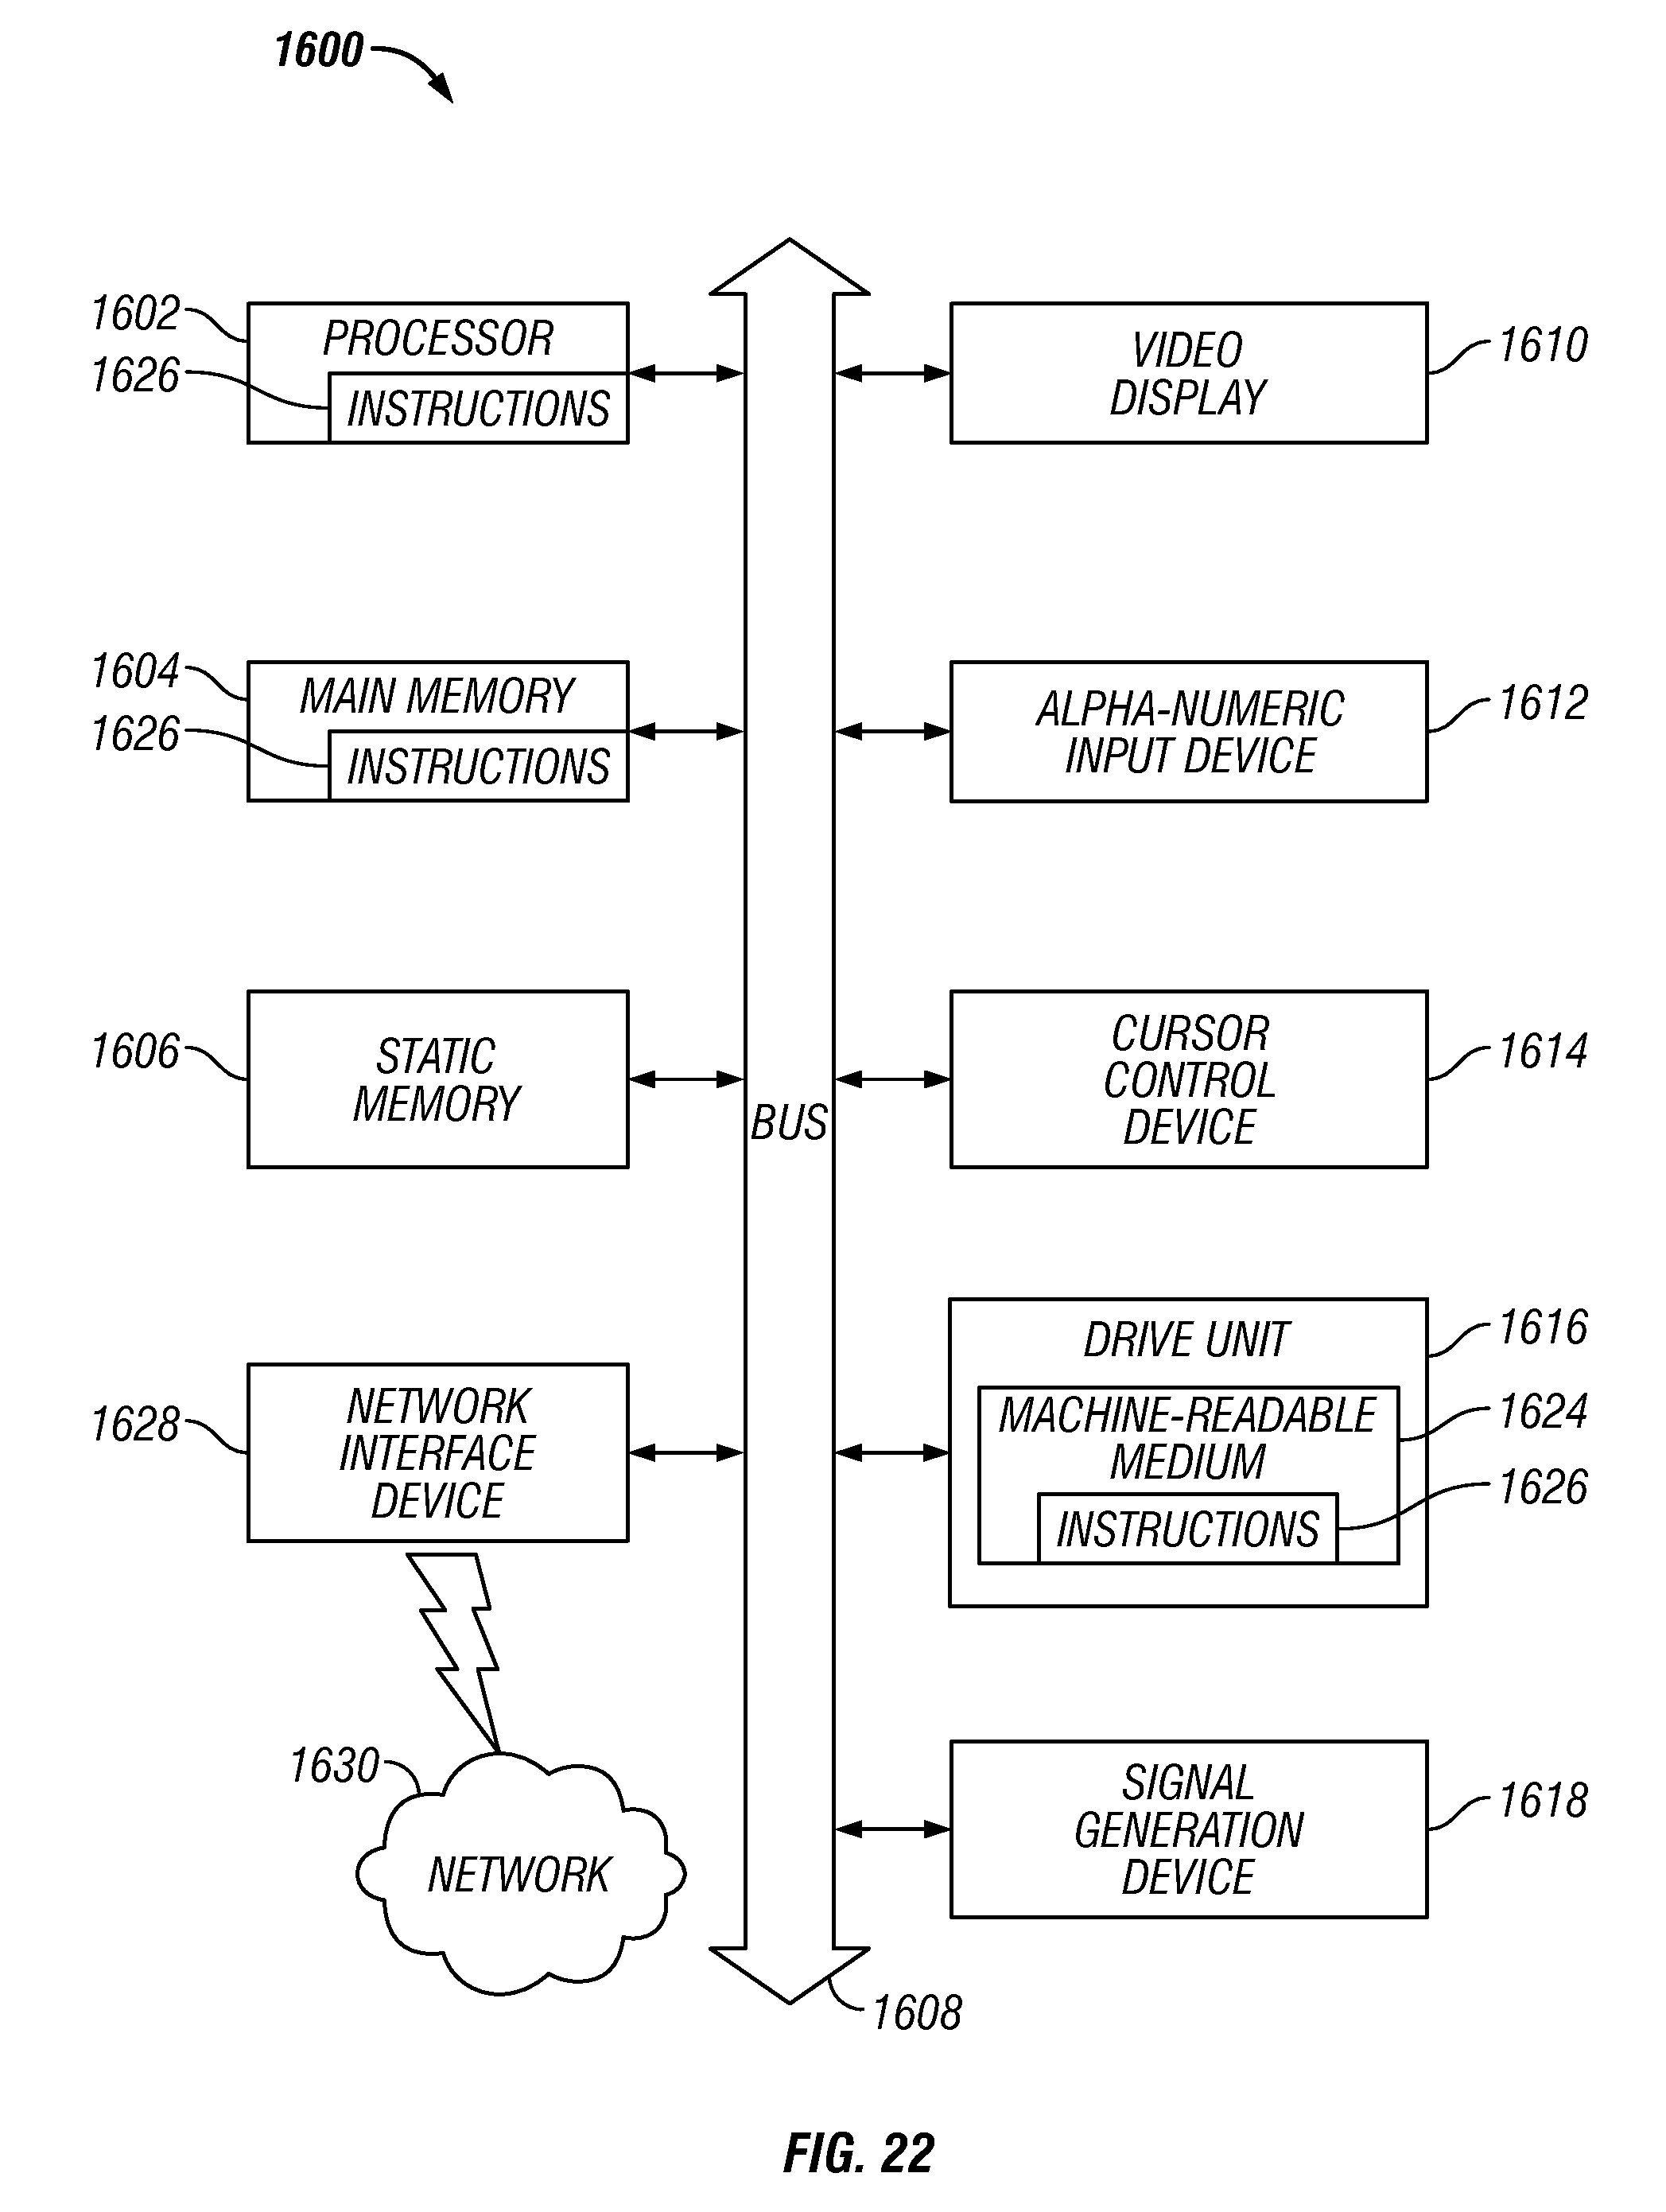 1600
1602
PROCESSOR
1626
INSTRUCTIONS
VIDEO
DISPLAY
1610
1604
MAIN MEMORY
1626
INSTRUCTIONS
ALPHA-NUMERIC
INPUT DEVICE
1612
1606
STATIC
MEMORY
BUS
CURSOR
CONTROL
DEVICE
1614
1628
NETWORK
INTERFACE
DEVICE
DRIVE UNIT
1616
MACHINE-READABLE
MEDIUM
1624
INSTRUCTIONS
1626
1630
NETWORK
SIGNAL
GENERATION
DEVICE
1618
1608
FIG. 22